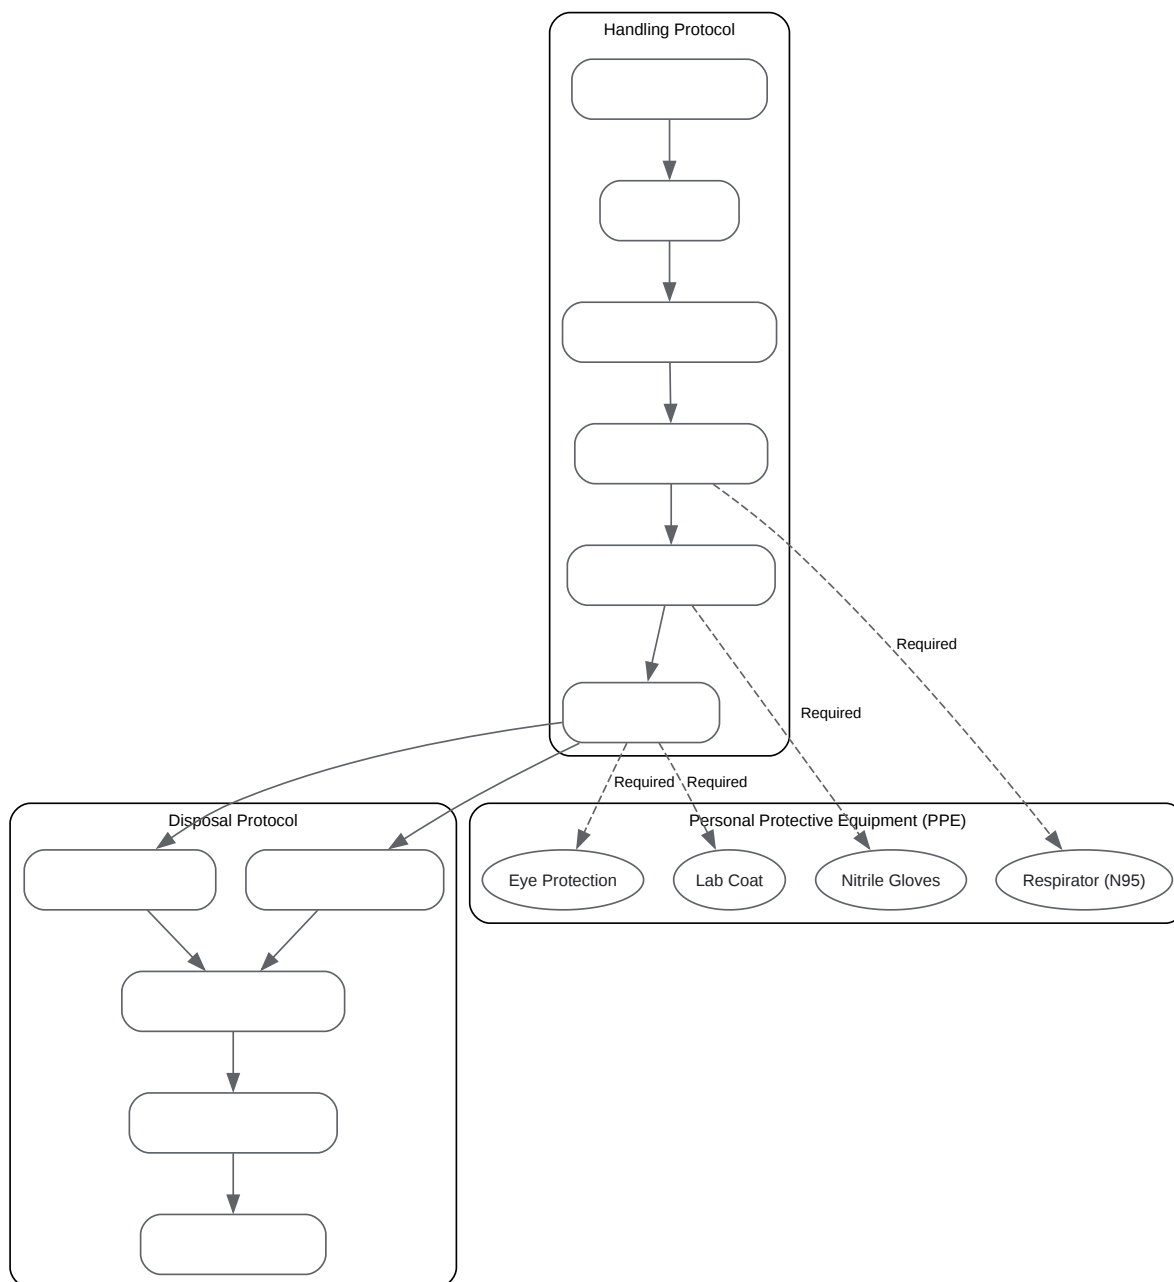 Handling Protocol
Required
Required
Required
Required
Disposal Protocol
Personal Protective Equipment (PPE)
Eye Protection
Lab Coat
Nitrile Gloves
Respirator (N95)